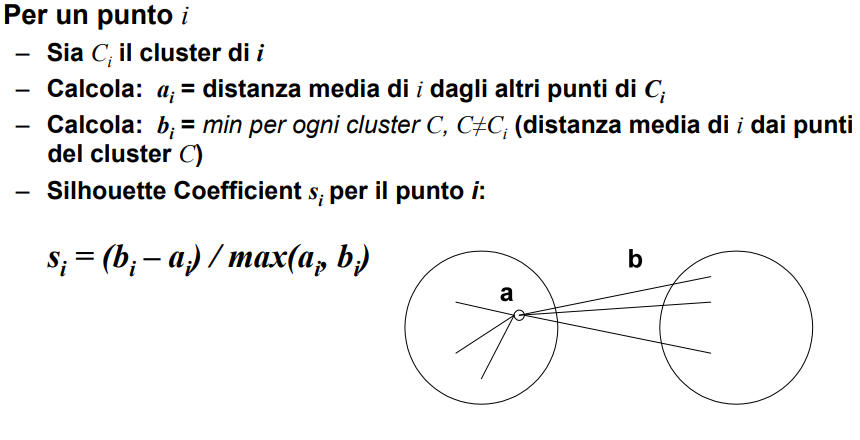 Per un punto i
– Sia Ci il cluster di i
– Calcola: ai = distanza media di i dagli altri punti di Ci
– Calcola: bi = min per ogni cluster C, C≠Ci (distanza media di i dai punti
del cluster C)
– Silhouette Coefficient si per il punto i:
si = (bi – ai) / max(ai, bi)
b
a